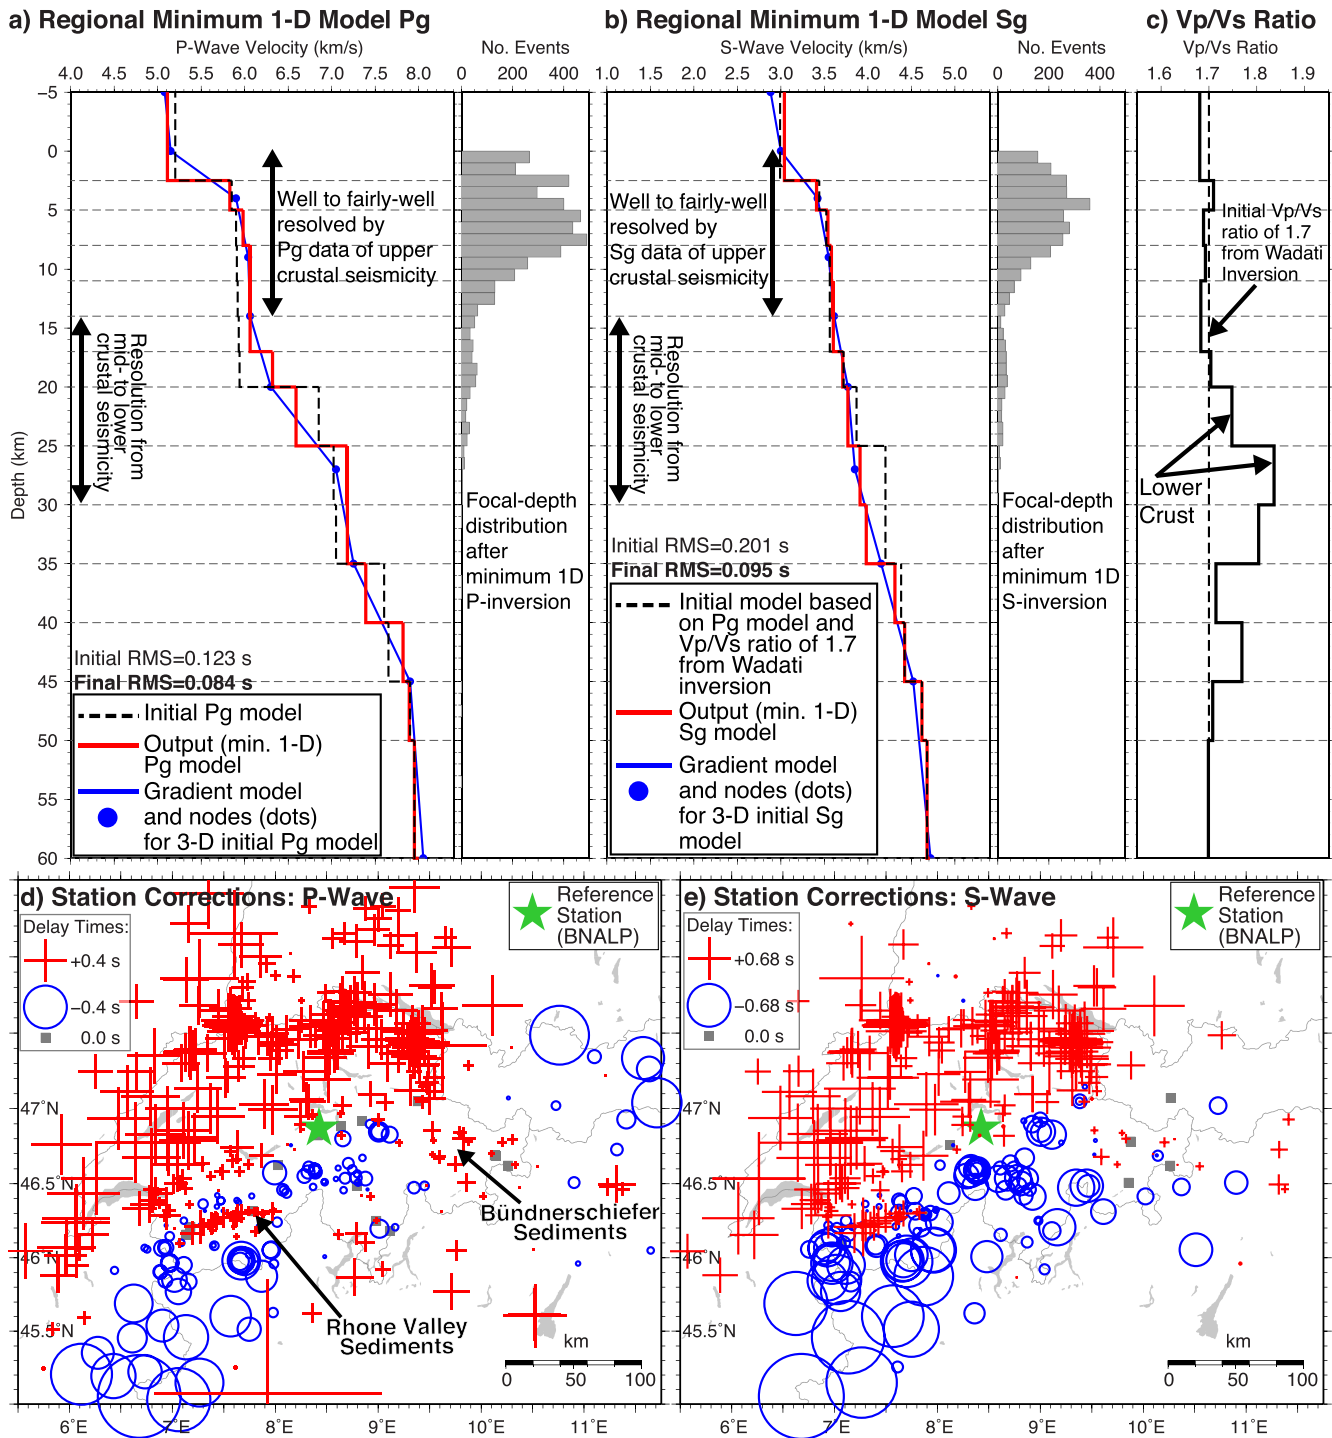 a) Regional Minimum 1-D Model Pg
P-Wave Velocity (km/s)
4.0 4.5 5.0 5.5 6.0 6.5 7.0 7.5 8.0
No. Events
0 200 400
b) Regional Minimum 1-D Model Sg
S-Wave Velocity (km/s)
1.0 1.5 2.0 2.5 3.0 3.5 4.0 4.5 5.0
No. Events
0 200 400
c) Vp/Vs Ratio
Vp/Vs Ratio
1.6 1.7 1.8 1.9
Depth (km)
−5
0
5
10
15
20
25
30
35
40
45
50
55
60
Well to fairly-well
resolved by
Pg data of upper
crustal seismicity
Resolution from
mid- to lower
crustal seismicity
Initial RMS=0.123 s
Final RMS=0.084 s
Initial Pg model
Output (min. 1-D)
Pg model
Gradient model
and nodes (dots)
for 3-D initial Pg model
Focal-depth
distribution
after
minimum 1D
P-inversion
Well to fairly-well
resolved by
Sg data of upper
crustal seismicity
Resolution from
mid- to lower
crustal seismicity
Initial RMS=0.201 s
Final RMS=0.095 s
Initial model based
on Pg model and
Vp/Vs ratio of 1.7
from Wadati
inversion
Output (min. 1-D)
Sg model
Gradient model
and nodes (dots)
for 3-D initial Sg
model
Focal-depth
distribution
after
minimum 1D
S-inversion
Initial Vp/Vs
ratio of 1.7
from Wadati
Inversion
Lower
Crust
d) Station Corrections: P-Wave
Delay Times:
+0.4 s
−0.4 s
0.0 s
Reference
Station
(BNALP)
47°N
46.5°N
46°N
45.5°N
Bündnerschiefer
Sediments
Rhone Valley
Sediments
km
0 50 100
6°E 7°E 8°E 9°E 10°E 11°E
e) Station Corrections: S-Wave
Delay Times:
+0.68 s
−0.68 s
0.0 s
Reference
Station
(BNALP)
47°N
46.5°N
46°N
45.5°N
km
0 50 100
6°E 7°E 8°E 9°E 10°E 11°E